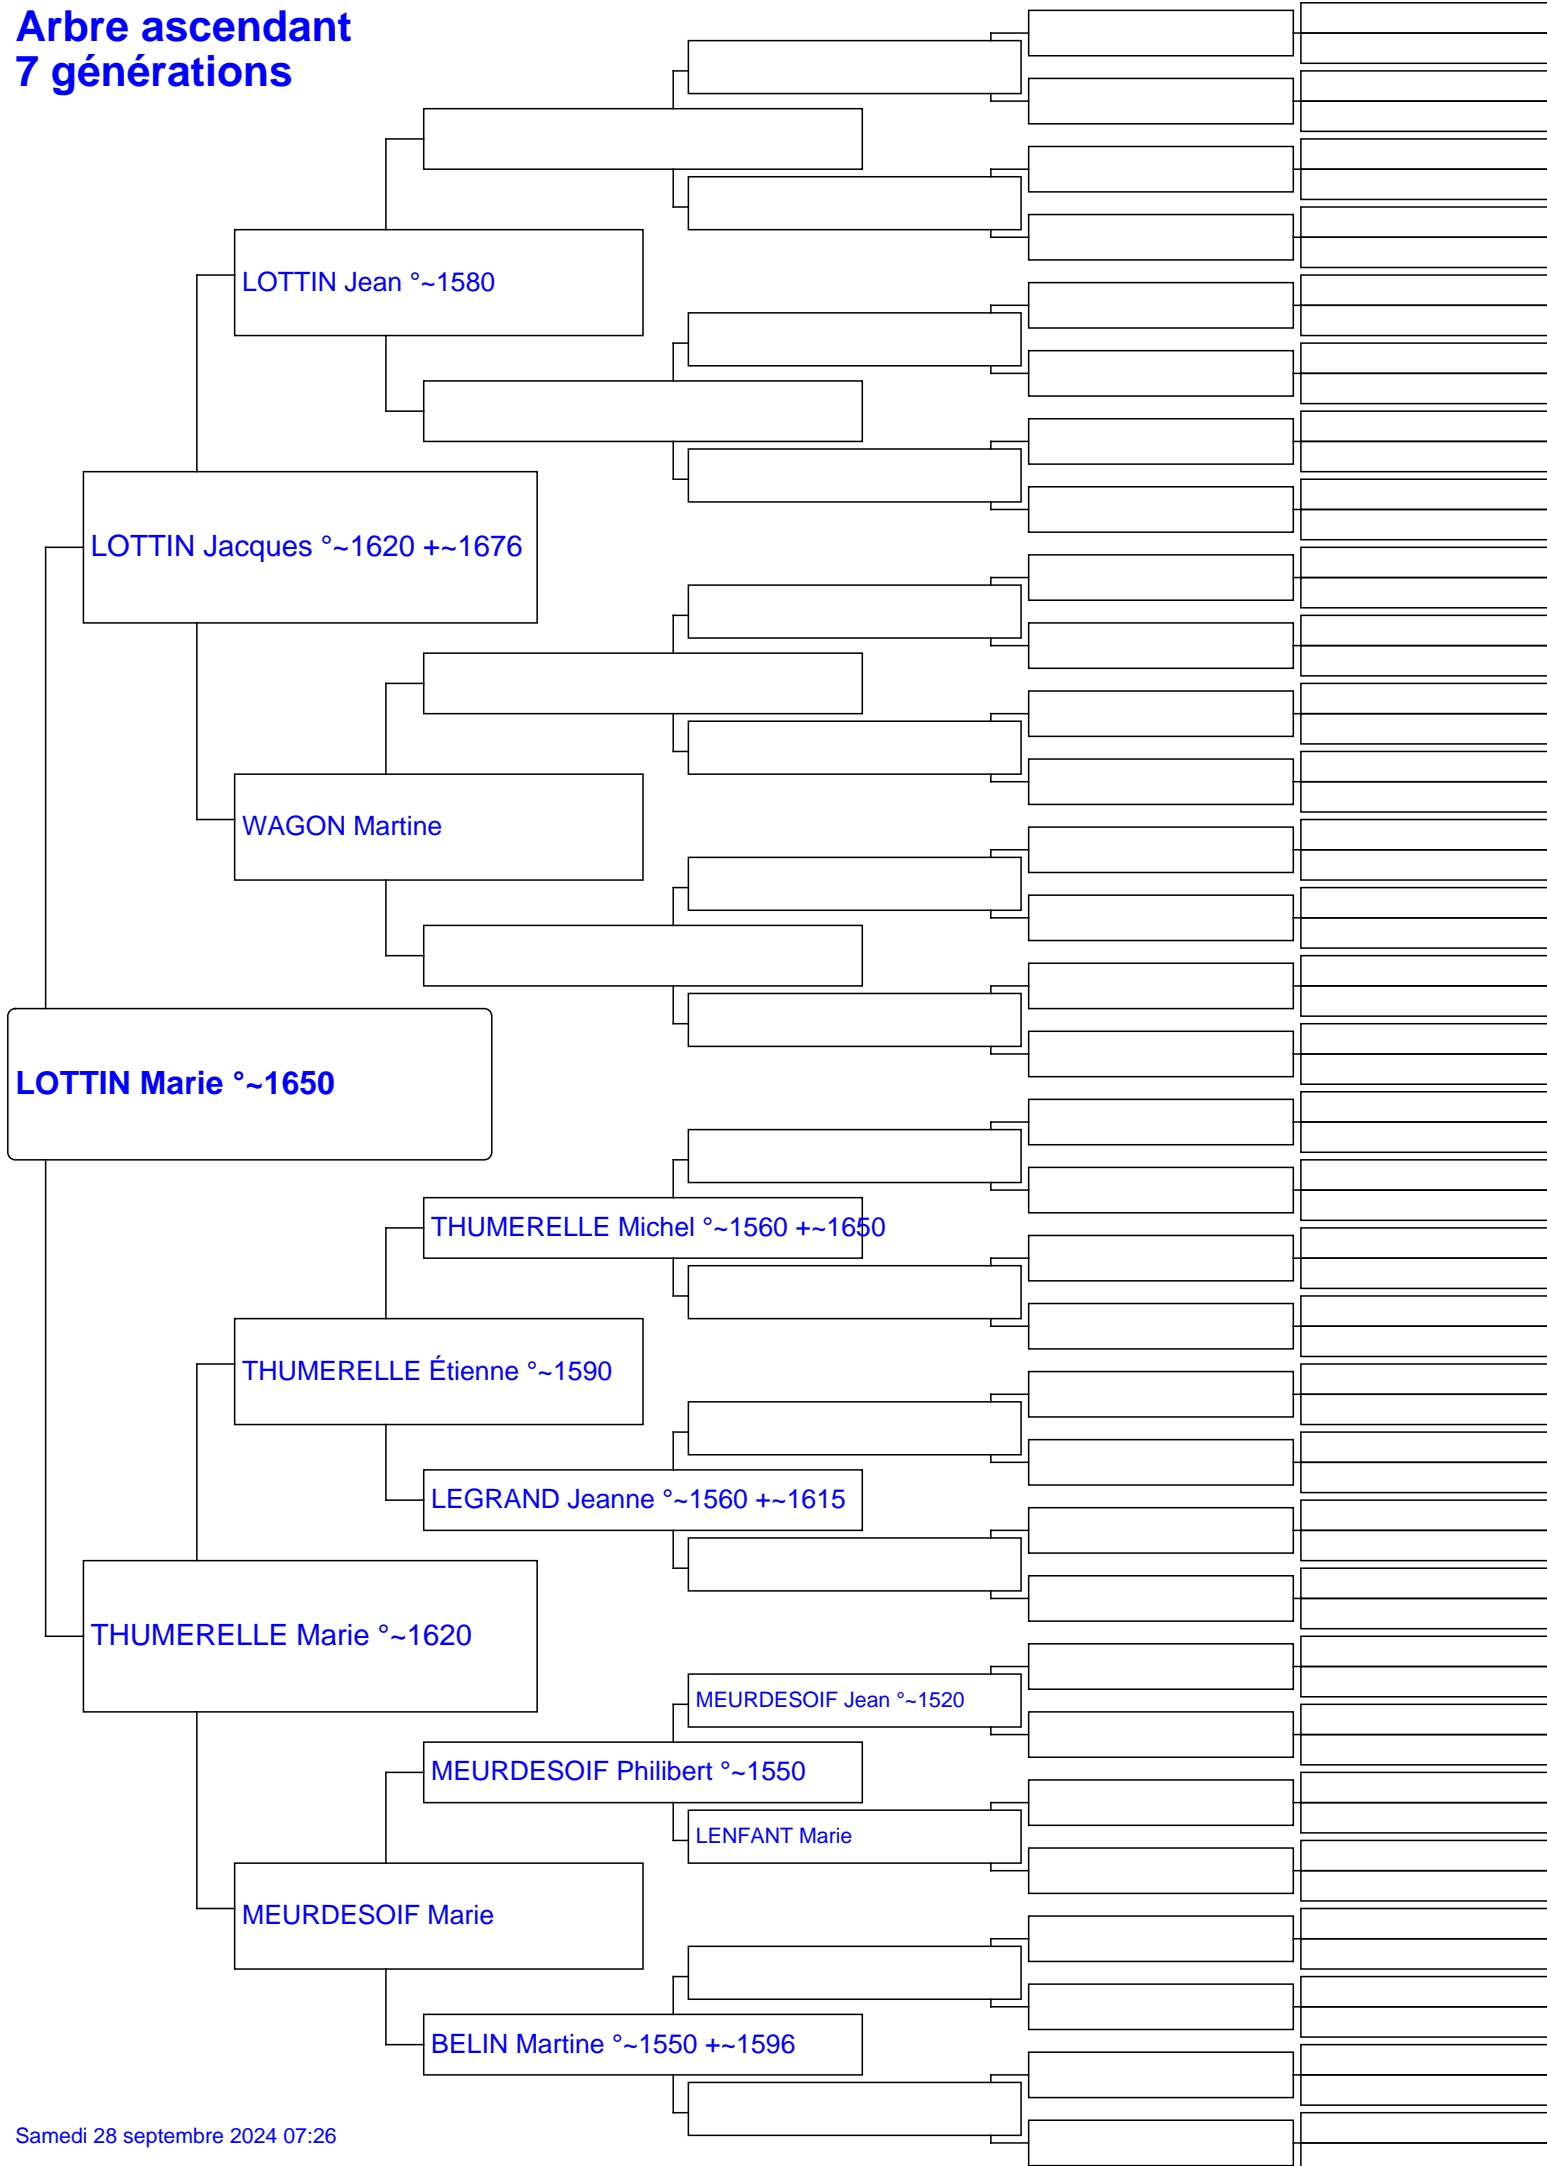 Arbre ascendant
7 générations
LOTTIN Jean °~1580
LOTTIN Jacques °~1620 +~1676
WAGON Martine
LOTTIN Marie °~1650
THUMERELLE Michel °~1560 +~1650
THUMERELLE Étienne °~1590
LEGRAND Jeanne °~1560 +~1615
THUMERELLE Marie °~1620
MEURDESOIF Jean °~1520
MEURDESOIF Philibert °~1550
LENFANT Marie
MEURDESOIF Marie
BELIN Martine °~1550 +~1596
Samedi 28 septembre 2024 07:26